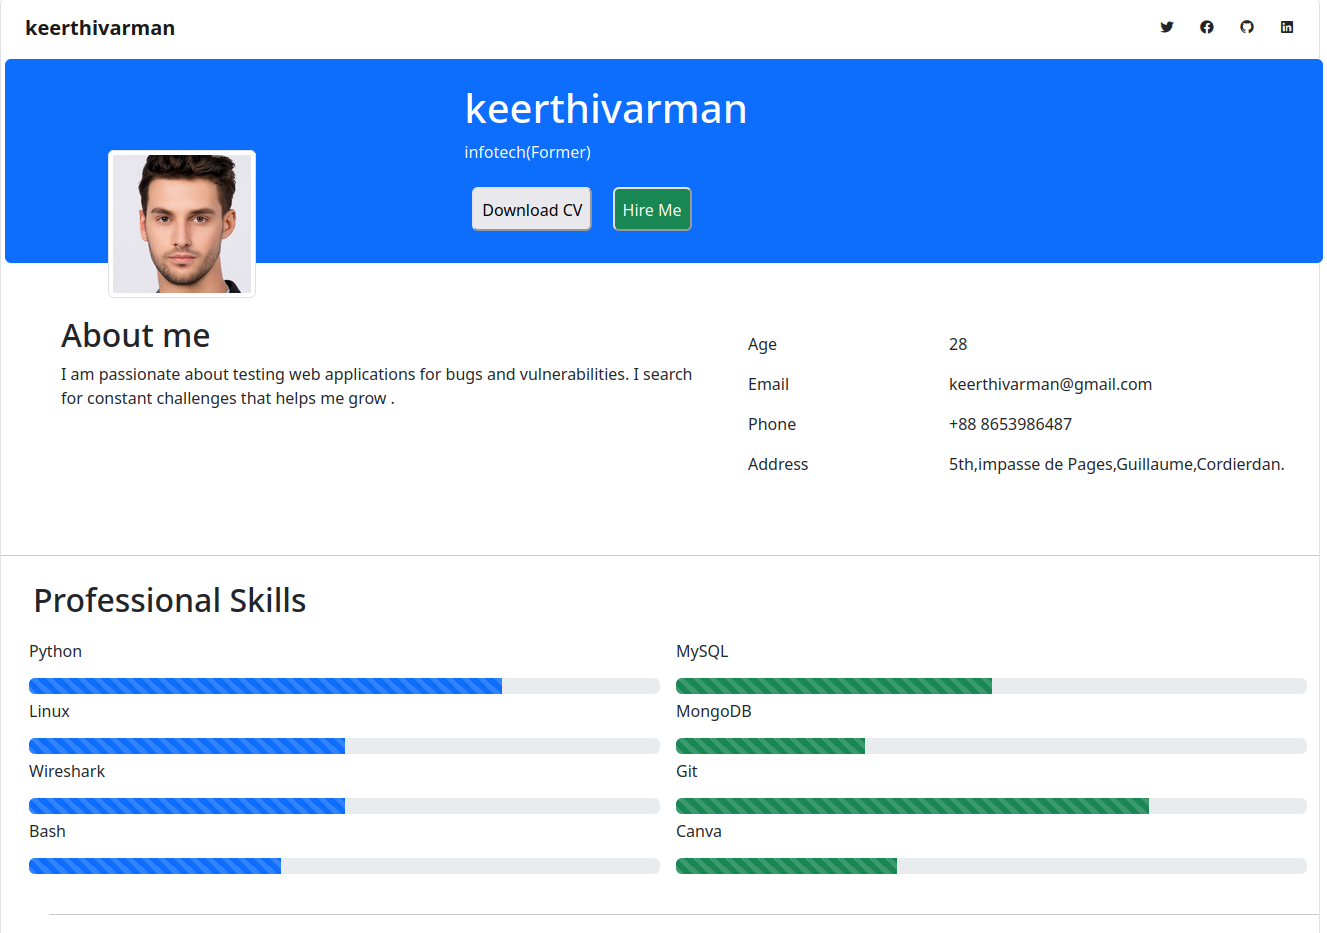 keerthivarman
keerthivarman
infotech(Former)
Download CV
Hire Me
About me
I am passionate about testing web applications for bugs and vulnerabilities. I search
for constant challenges that helps me grow .
Age 28
Email keerthivarman@gmail.com
Phone +88 8653986487
Address 5th,impasse de Pages,Guillaume,Cordierdan.
Professional Skills
Python
Linux
Wireshark
Bash
MySQL
MongoDB
Git
Canva